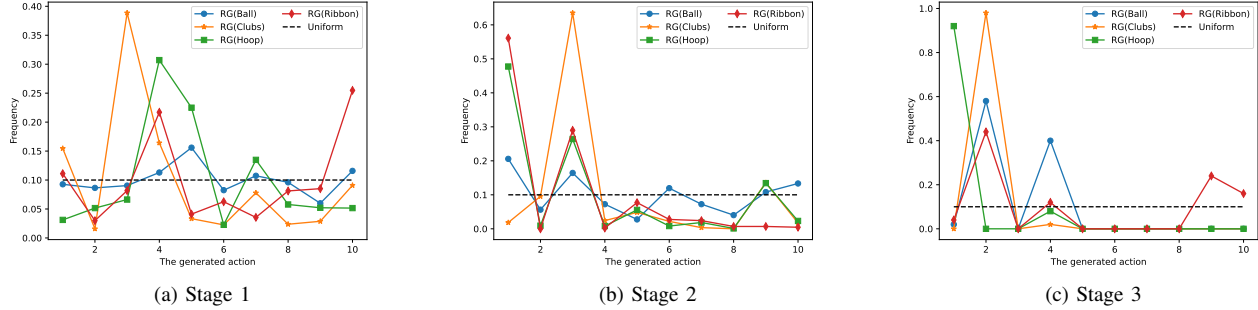 0.40
0.35
0.30
0.25
0.20
0.15
0.10
0.05
0.00
Frequency
RG(Ball) RG(Ribbon)
RG(Clubs) Uniform
RG(Hoop)
2 4 6 8 10
The generated action
(a) Stage 1
0.6
0.5
0.4
0.3
0.2
0.1
0.0
Frequency
RG(Ball) RG(Ribbon)
RG(Clubs) Uniform
RG(Hoop)
2 4 6 8 10
The generated action
(b) Stage 2
1.0
0.8
0.6
0.4
0.2
0.0
Frequency
RG(Ball) RG(Ribbon)
RG(Clubs) Uniform
RG(Hoop)
2 4 6 8 10
The generated action
(c) Stage 3